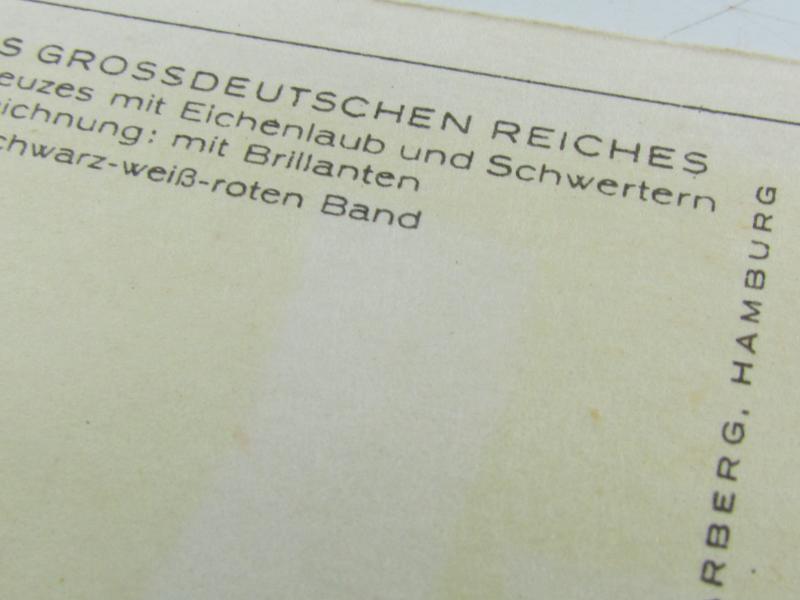 S GROSSDEUTSCHEN REICHES
euzes mit Eichenlaub und Schwertern
ichnung: mit Brillanten
chwarz-weiß-roten Band
RBERG, HAMBURG